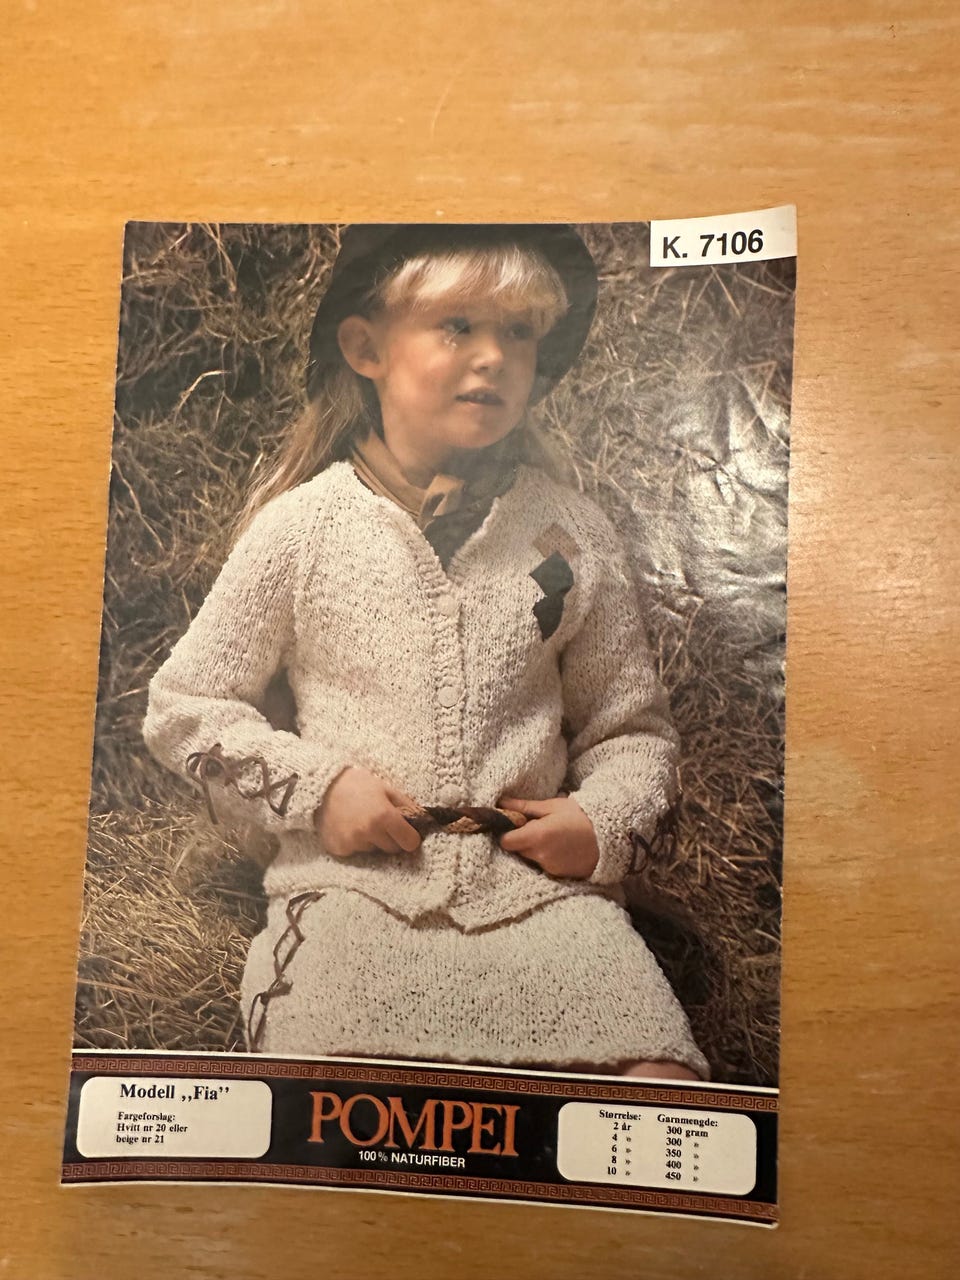 K. 7106
Modell ,,Fia”
Fargeforslag:
Hvitt nr 20 eller
beige nr 21
POMPEI
100% NATURFIBER
Størrelse: Garnmengde:
2 år 300 gram
4 » 300 »
6 » 350 »
8 » 400 »
10 » 450 »